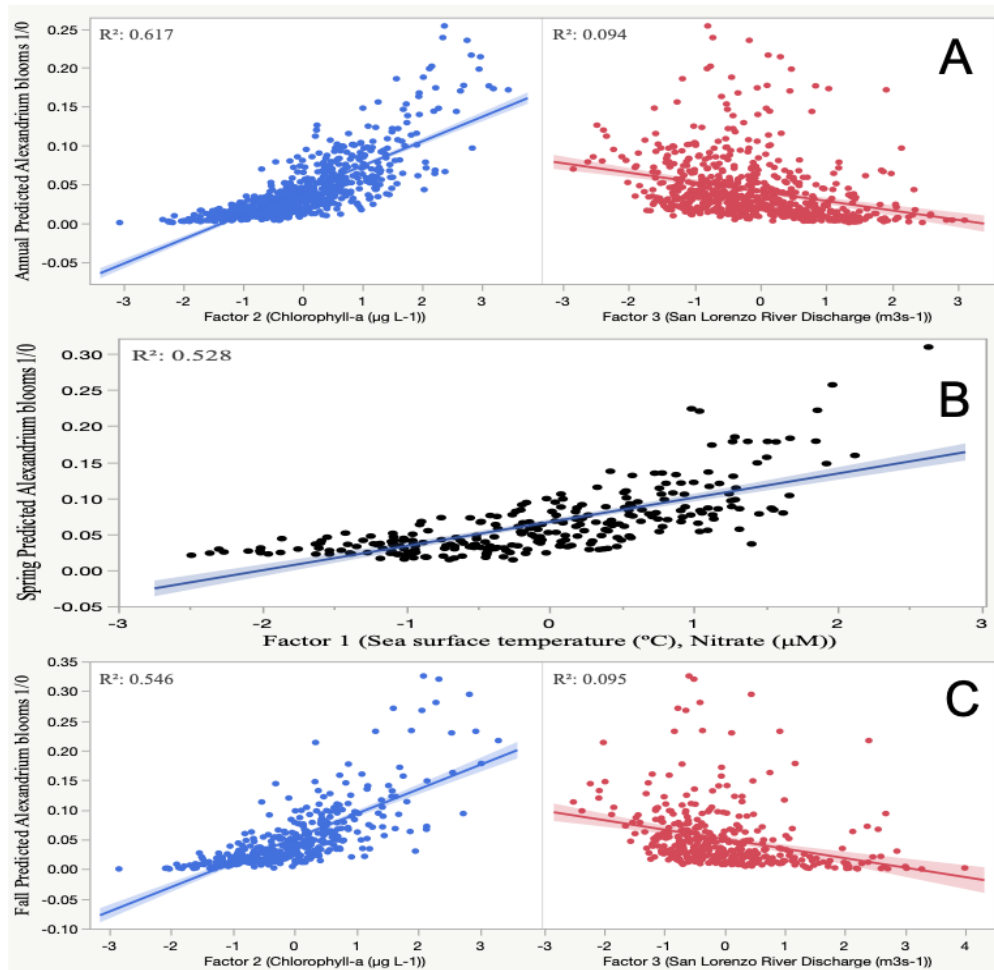 A
R²: 0.617
R²: 0.094
Annual Predicted Alexandrium blooms 1/0
0.25
0.20
0.15
0.10
0.05
0.00
-0.05
-3 -2 -1 0 1 2 3
-3 -2 -1 0 1 2 3
Factor 2 (Chlorophyll-a (µg L-1))
Factor 3 (San Lorenzo River Discharge (m3s-1))
B
R²: 0.528
Spring Predicted Alexandrium blooms 1/0
0.30
0.25
0.20
0.15
0.10
0.05
0.00
-0.05
-3 -2 -1 0 1 2 3
Factor 1 (Sea surface temperature (ºC), Nitrate (µM))
C
R²: 0.546
R²: 0.095
Fall Predicted Alexandrium blooms 1/0
0.35
0.30
0.25
0.20
0.15
0.10
0.05
0.00
-0.05
-0.10
-3 -2 -1 0 1 2 3
-3 -2 -1 0 1 2 3 4
Factor 2 (Chlorophyll-a (µg L-1))
Factor 3 (San Lorenzo River Discharge (m3s-1))